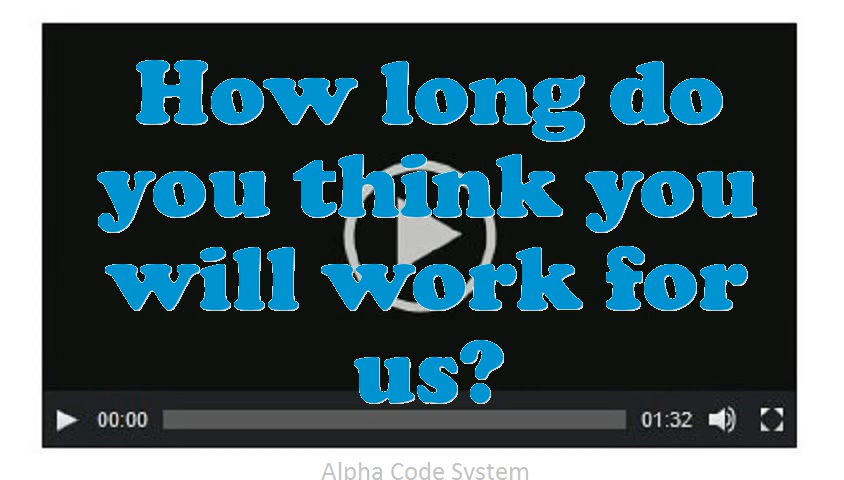 How long do
you think you
will work for
us?
00:00
01:32
Alpha Code System